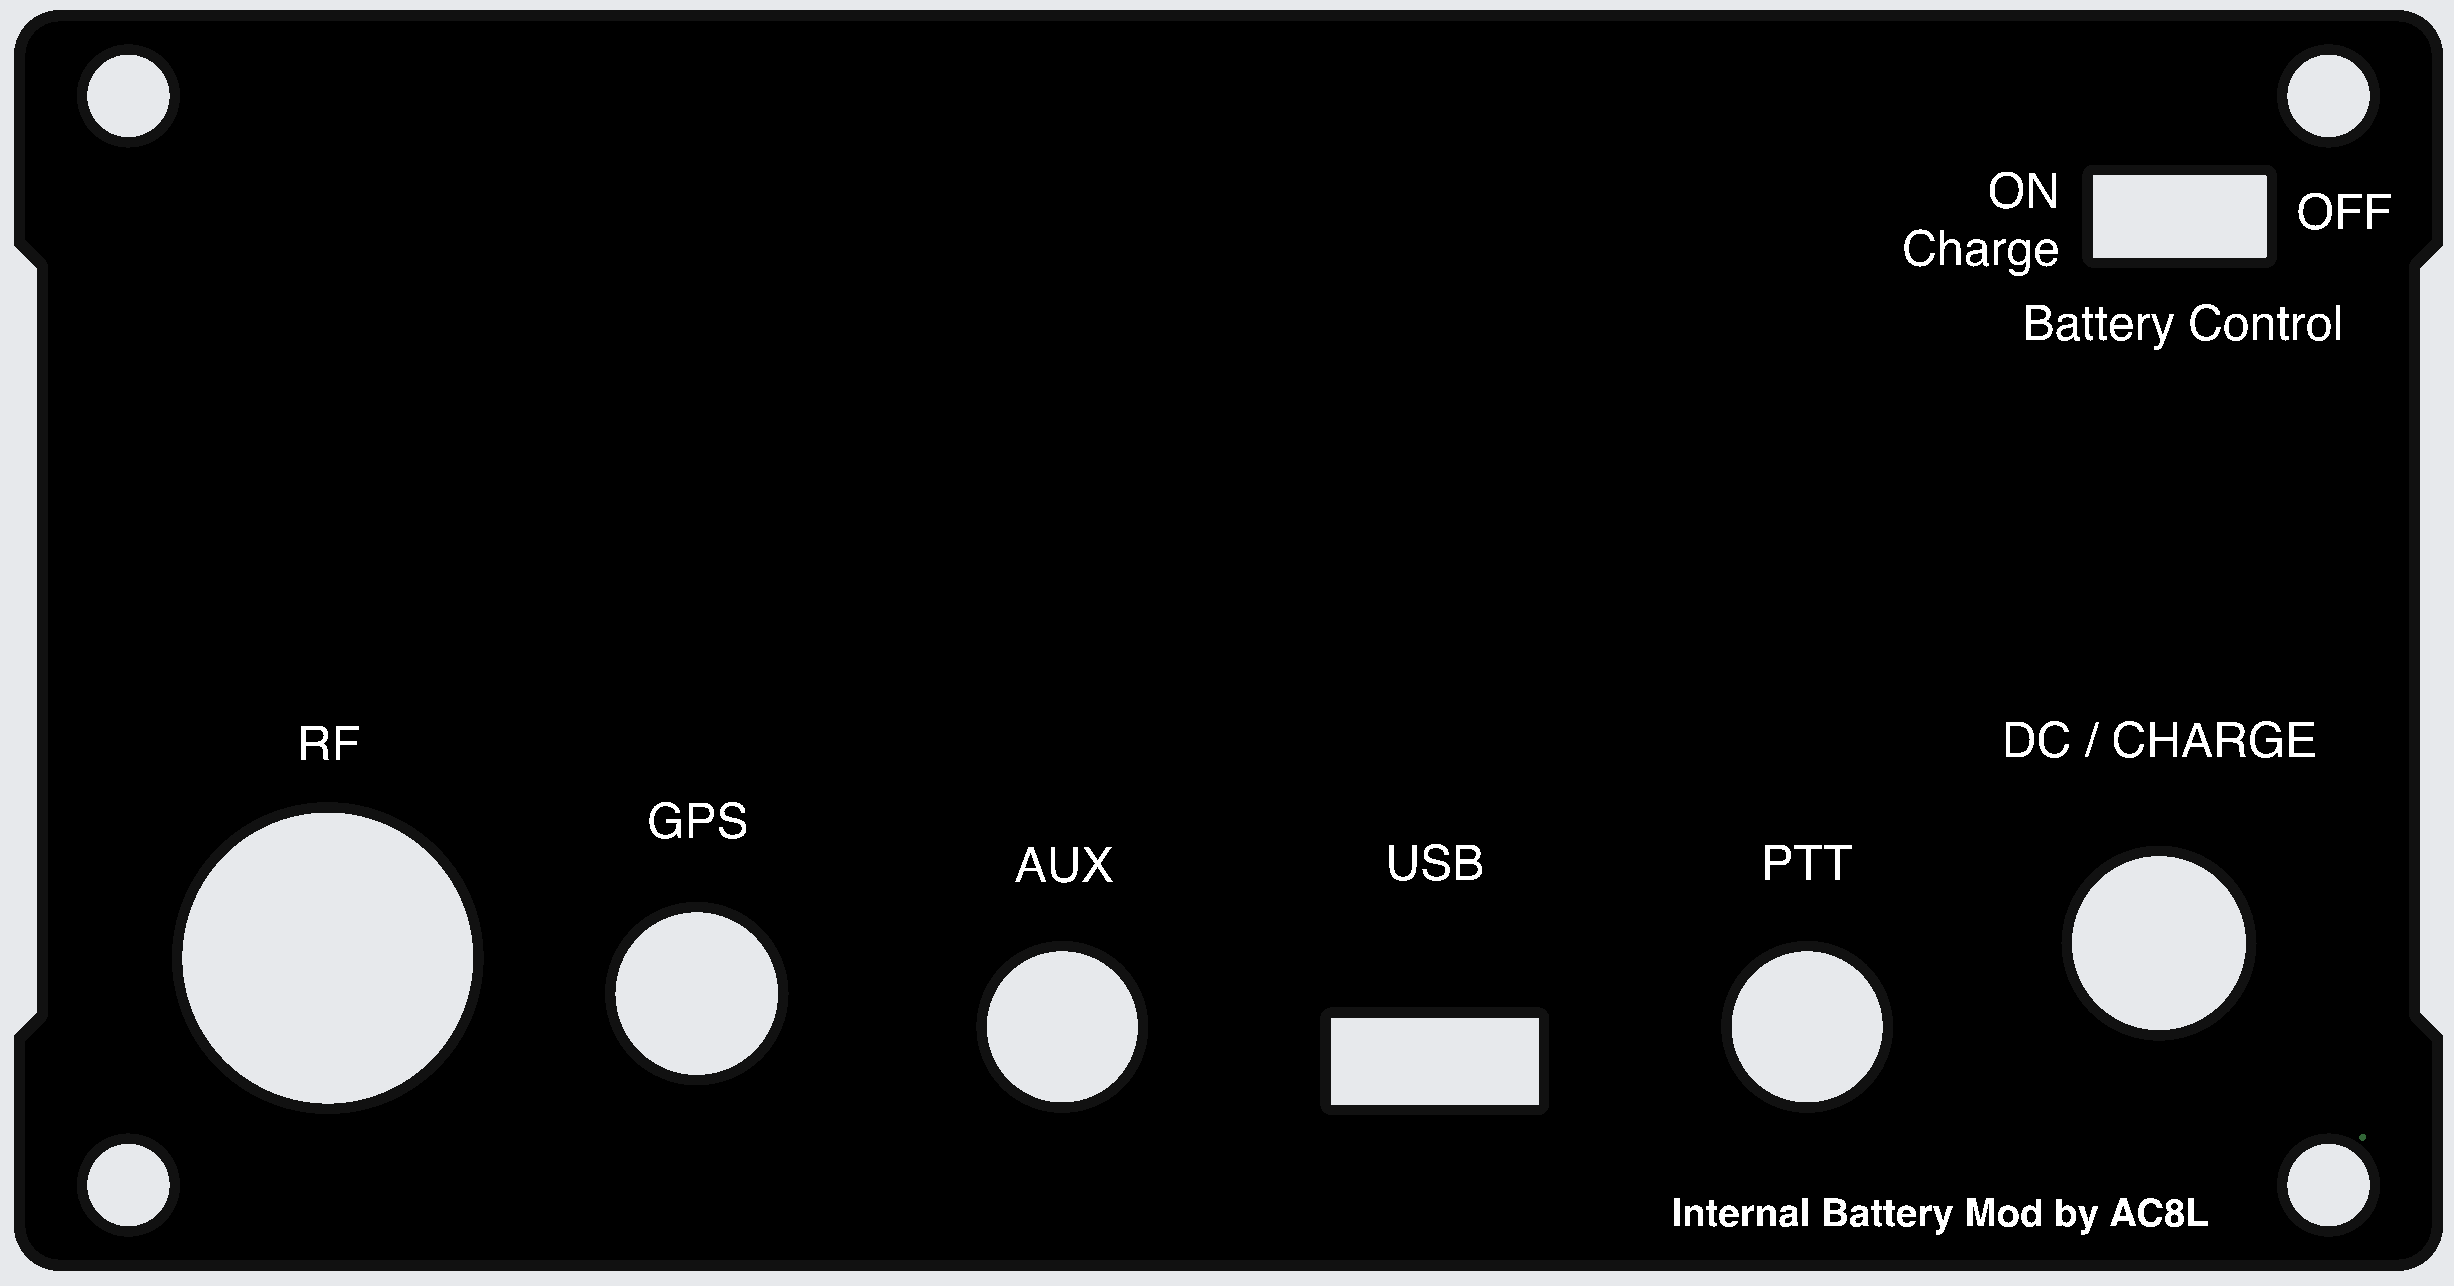 ON
Charge
OFF
Battery Control
RF
GPS
AUX
USB
PTT
DC / CHARGE
Internal Battery Mod by AC8L